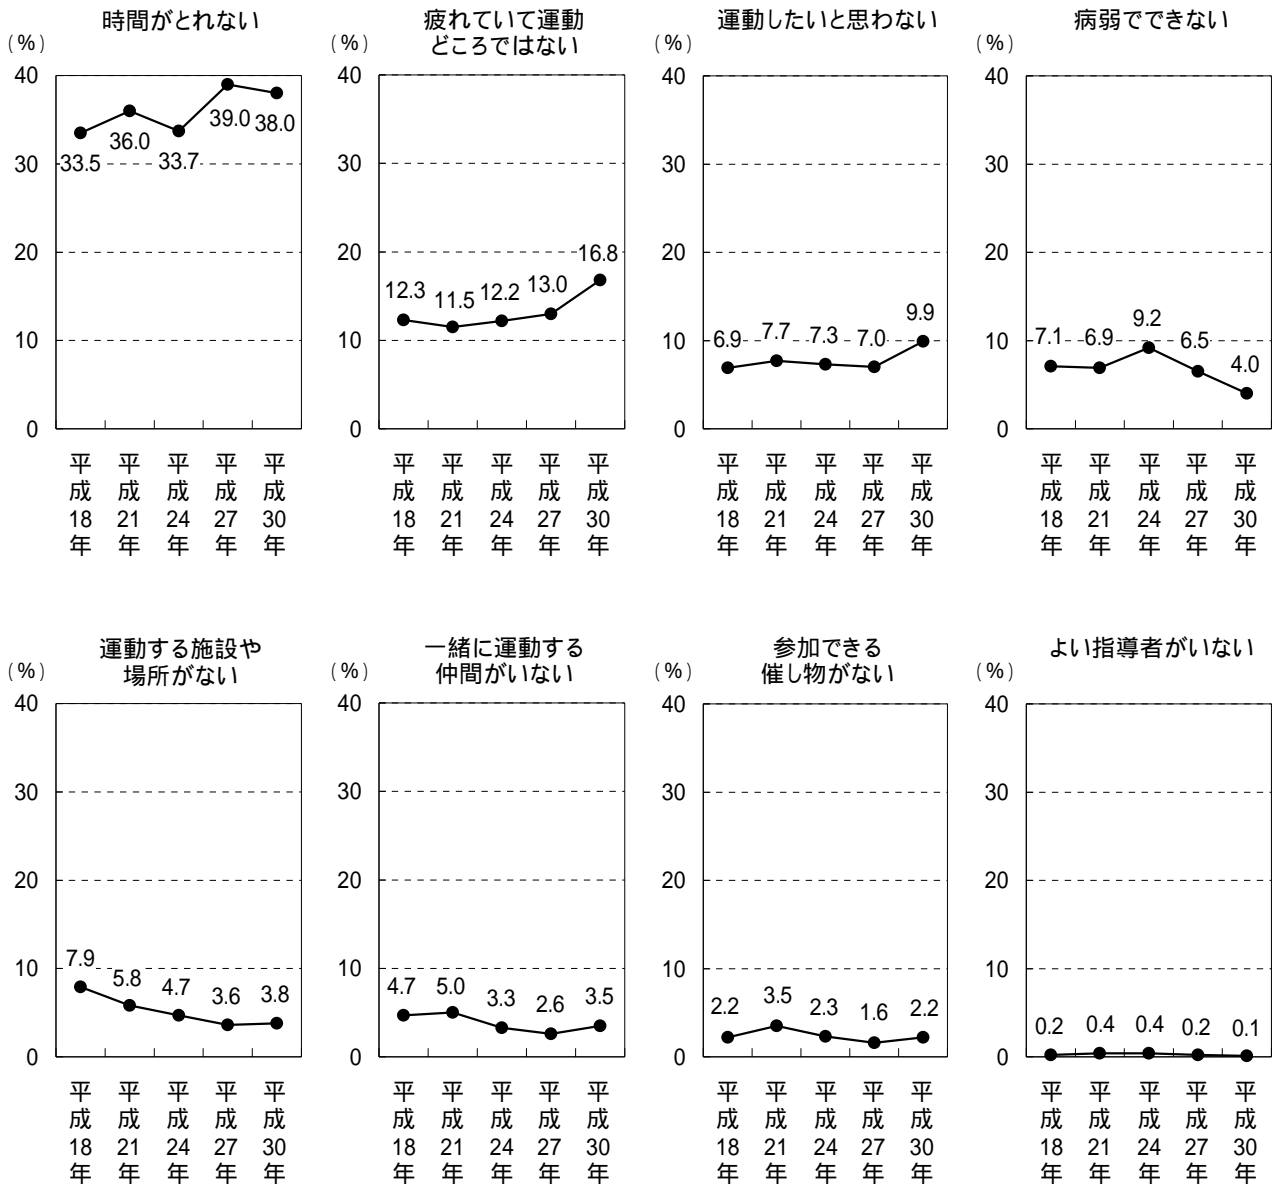 時間がとれない
(%)
40
30
20
10
0
33.5
36.0
33.7
39.0
38.0
平成18年
平成21年
平成24年
平成27年
平成30年
疲れていて運動
どころではない
(%)
40
30
20
10
0
12.3
11.5
12.2
13.0
16.8
平成18年
平成21年
平成24年
平成27年
平成30年
運動したいと思わない
(%)
40
30
20
10
0
6.9
7.7
7.3
7.0
9.9
平成18年
平成21年
平成24年
平成27年
平成30年
病弱でできない
(%)
40
30
20
10
0
7.1
6.9
9.2
6.5
4.0
平成18年
平成21年
平成24年
平成27年
平成30年
運動する施設や
場所がない
(%)
40
30
20
10
0
7.9
5.8
4.7
3.6
3.8
平成18年
平成21年
平成24年
平成27年
平成30年
一緒に運動する
仲間がいない
(%)
40
30
20
10
0
4.7
5.0
3.3
2.6
3.5
平成18年
平成21年
平成24年
平成27年
平成30年
参加できる
催し物がない
(%)
40
30
20
10
0
2.2
3.5
2.3
1.6
2.2
平成18年
平成21年
平成24年
平成27年
平成30年
よい指導者がいない
(%)
40
30
20
10
0
0.2
0.4
0.4
0.2
0.1
平成18年
平成21年
平成24年
平成27年
平成30年